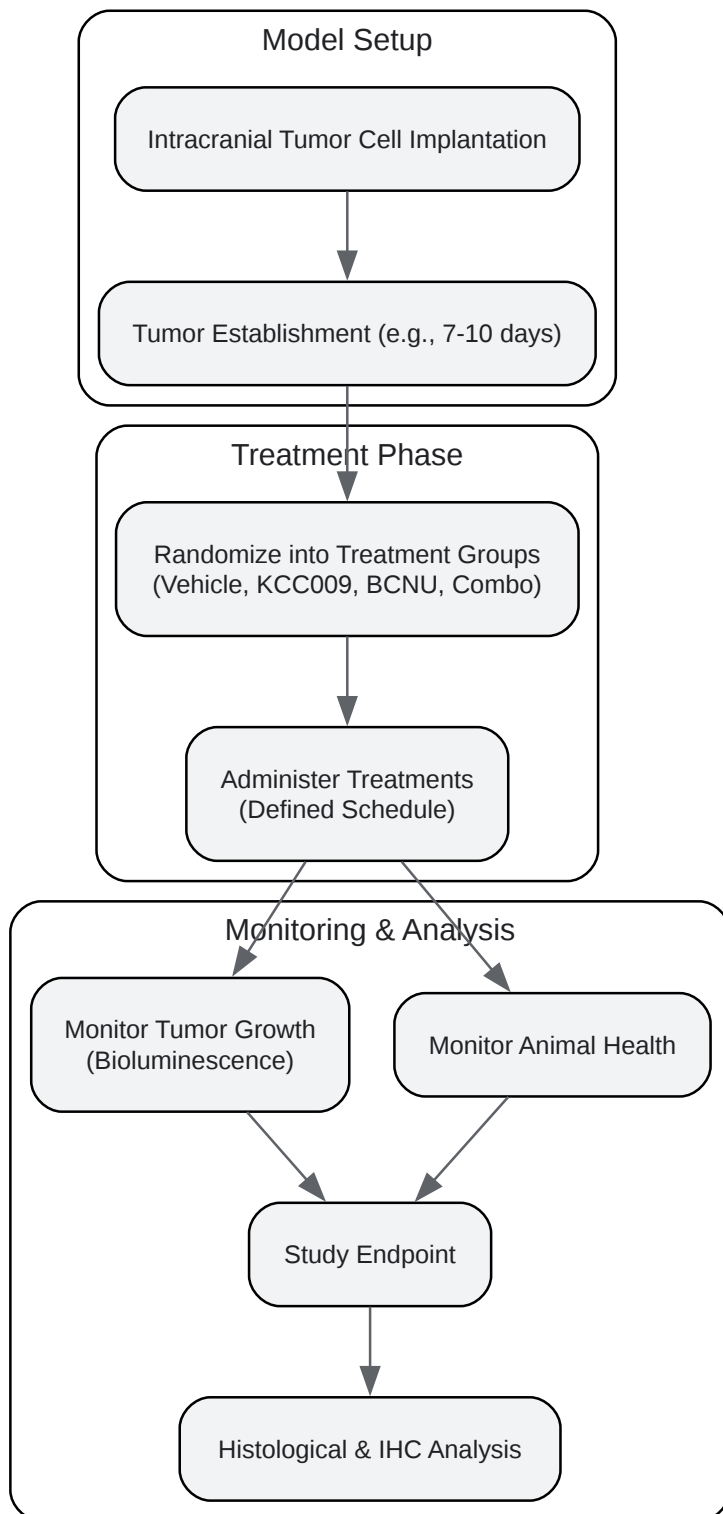 Model Setup
Intracranial Tumor Cell Implantation
Tumor Establishment (e.g., 7-10 days)
Treatment Phase
Randomize into Treatment Groups
(Vehicle, KCC009, BCNU, Combo)
Administer Treatments
(Defined Schedule)
Monitoring & Analysis
Monitor Tumor Growth
(Bioluminescence)
Monitor Animal Health
Study Endpoint
Histological & IHC Analysis